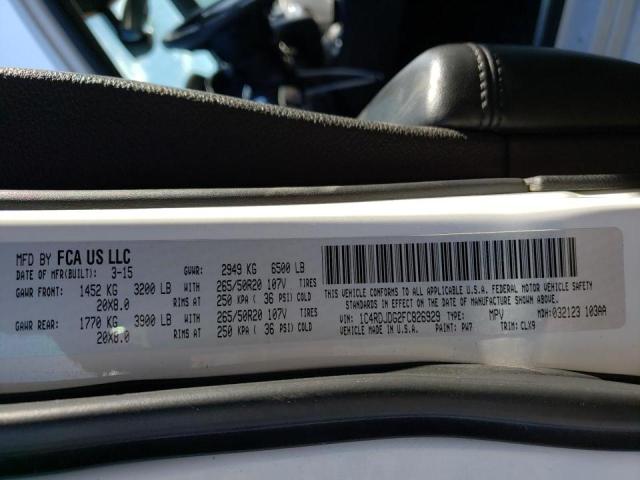 MFD BY FCA US LLC
DATE OF MFR(BUILT): 3-15 GVWR: 2949 KG 6500 LB
GAWR FRONT: 1452 KG 3200 LB WITH 265/50R20 107V TIRES
20X8.0 RIMS AT 250 KPA ( 36 PSI) COLD
GAWR REAR: 1770 KG 3900 LB WITH 265/50R20 107V TIRES
20X8.0 RIMS AT 250 KPA ( 36 PSI) COLD
THIS VEHICLE CONFORMS TO ALL APPLICABLE U.S.A. FEDERAL MOTOR VEHICLE
SAFETY STANDARDS IN EFFECT ON THE DATE OF MANUFACTURE SHOWN ABOVE
VIN: 1C4RDJDG2FC826929 TYPE: MPV MDH:032123 103AA
MADE IN U.S.A. PAINT: PW7 TRIM: CLX9